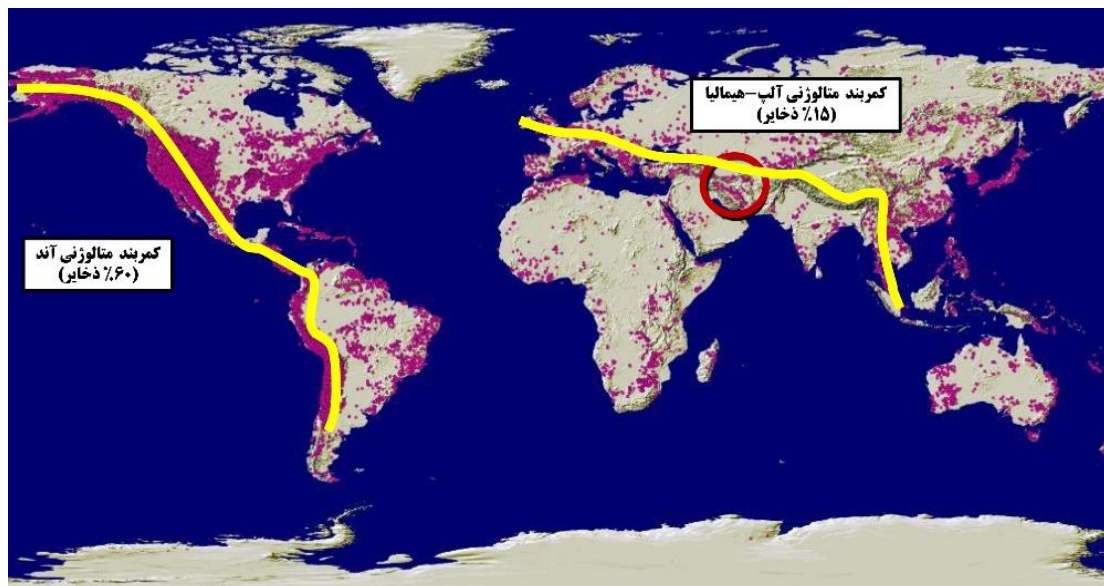 کمربند متالوژنی آلپ-هیمالیا
(۱۵٪ ذخایر)
کمربند متالوژنی آند
(۶۰٪ ذخایر)